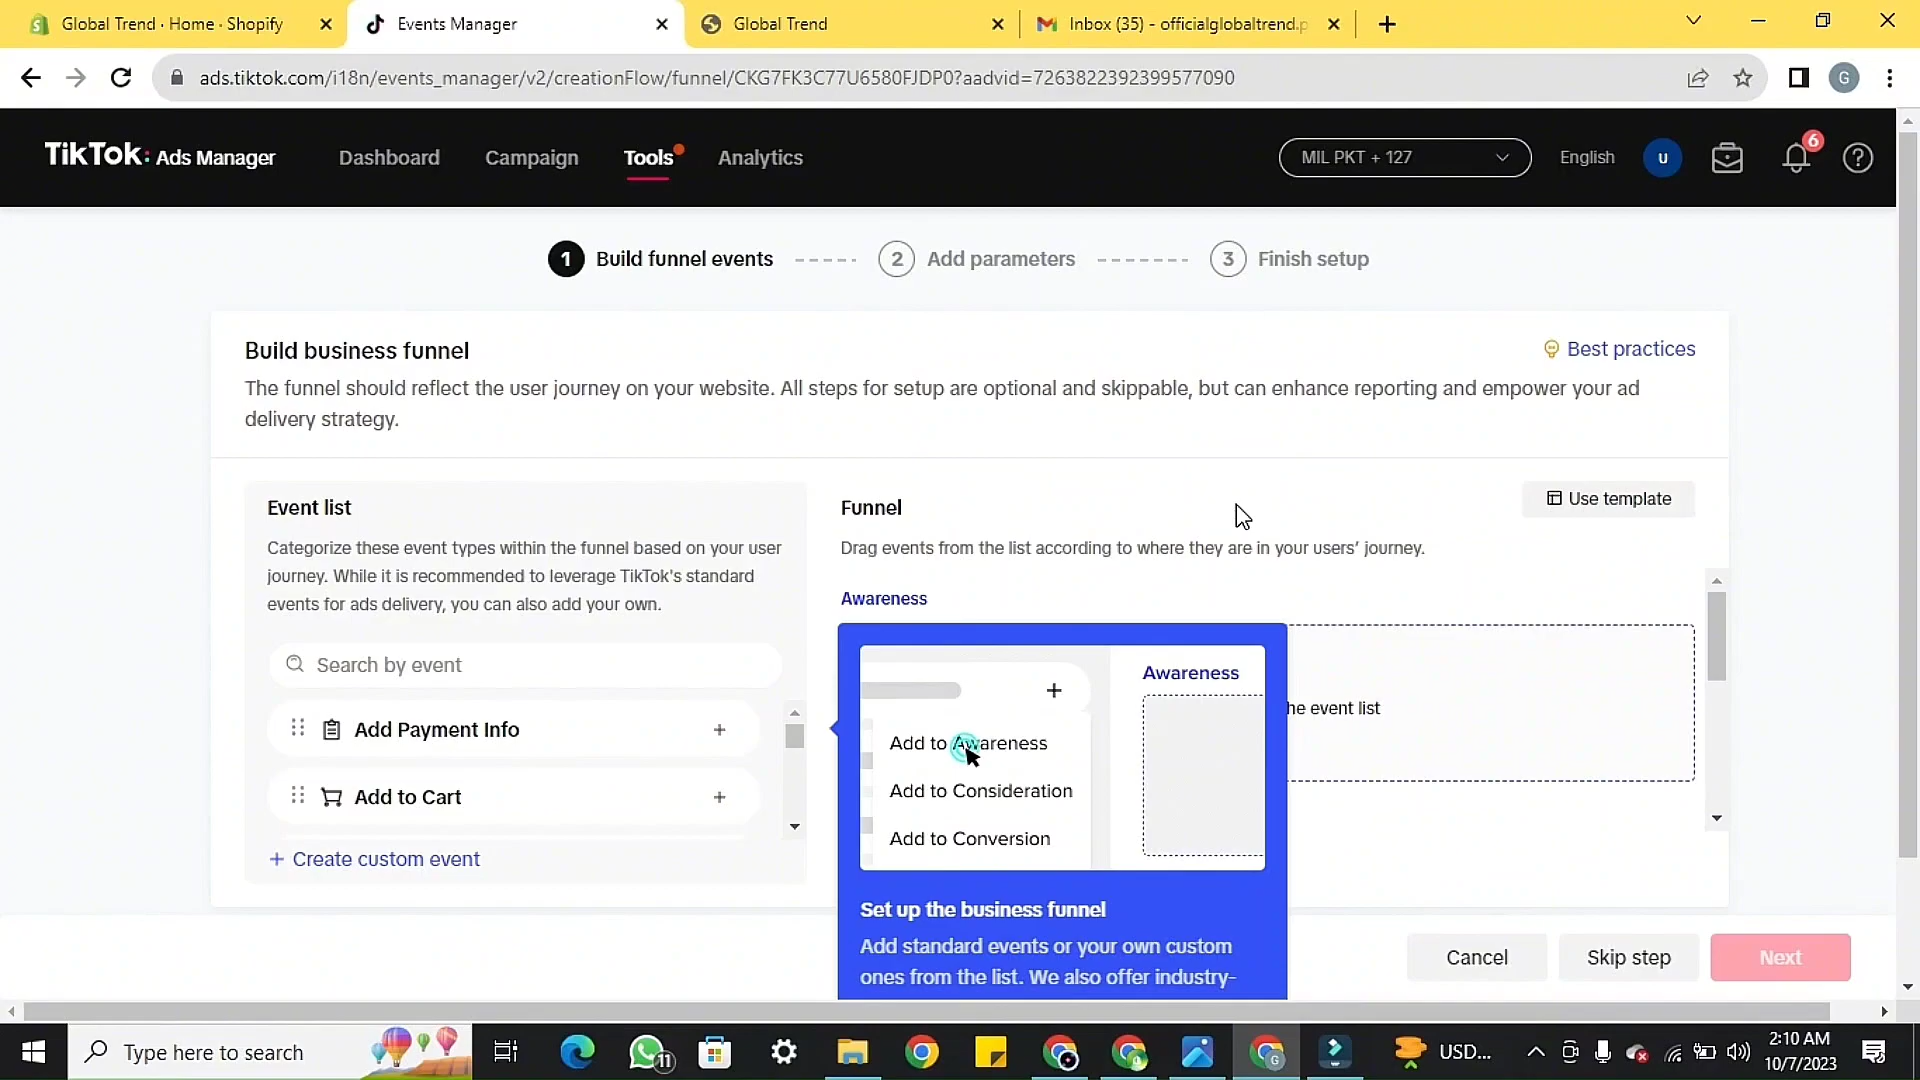 Global Trend · Home · Shopify
Events Manager
Global Trend
Inbox (35) - officialglobaltrend.p
ads.tiktok.com/i18n/events_manager/v2/creationFlow/funnel/CKG7FK3C77U6580FJDP0?aadvid=7263822392399577090
G
TikTok: Ads Manager
Dashboard
Campaign
Tools
Analytics
MIL PKT + 127
English
U
6
1 Build funnel events
2 Add parameters
3 Finish setup
Build business funnel
Best practices
The funnel should reflect the user journey on your website. All steps for setup are optional and skippable, but can enhance reporting and empower your ad
delivery strategy.
Event list
Categorize these event types within the funnel based on your user
journey. While it is recommended to leverage TikTok's standard
events for ads delivery, you can also add your own.
Search by event
Add Payment Info
Add to Cart
+ Create custom event
Funnel
Use template
Drag events from the list according to where they are in your users' journey.
Awareness
he event list
Awareness
Add to Awareness
Add to Consideration
Add to Conversion
Set up the business funnel
Add standard events or your own custom
ones from the list. We also offer industry-
Cancel
Skip step
Next
Type here to search
11
G
USD...
2:10 AM
10/7/2023